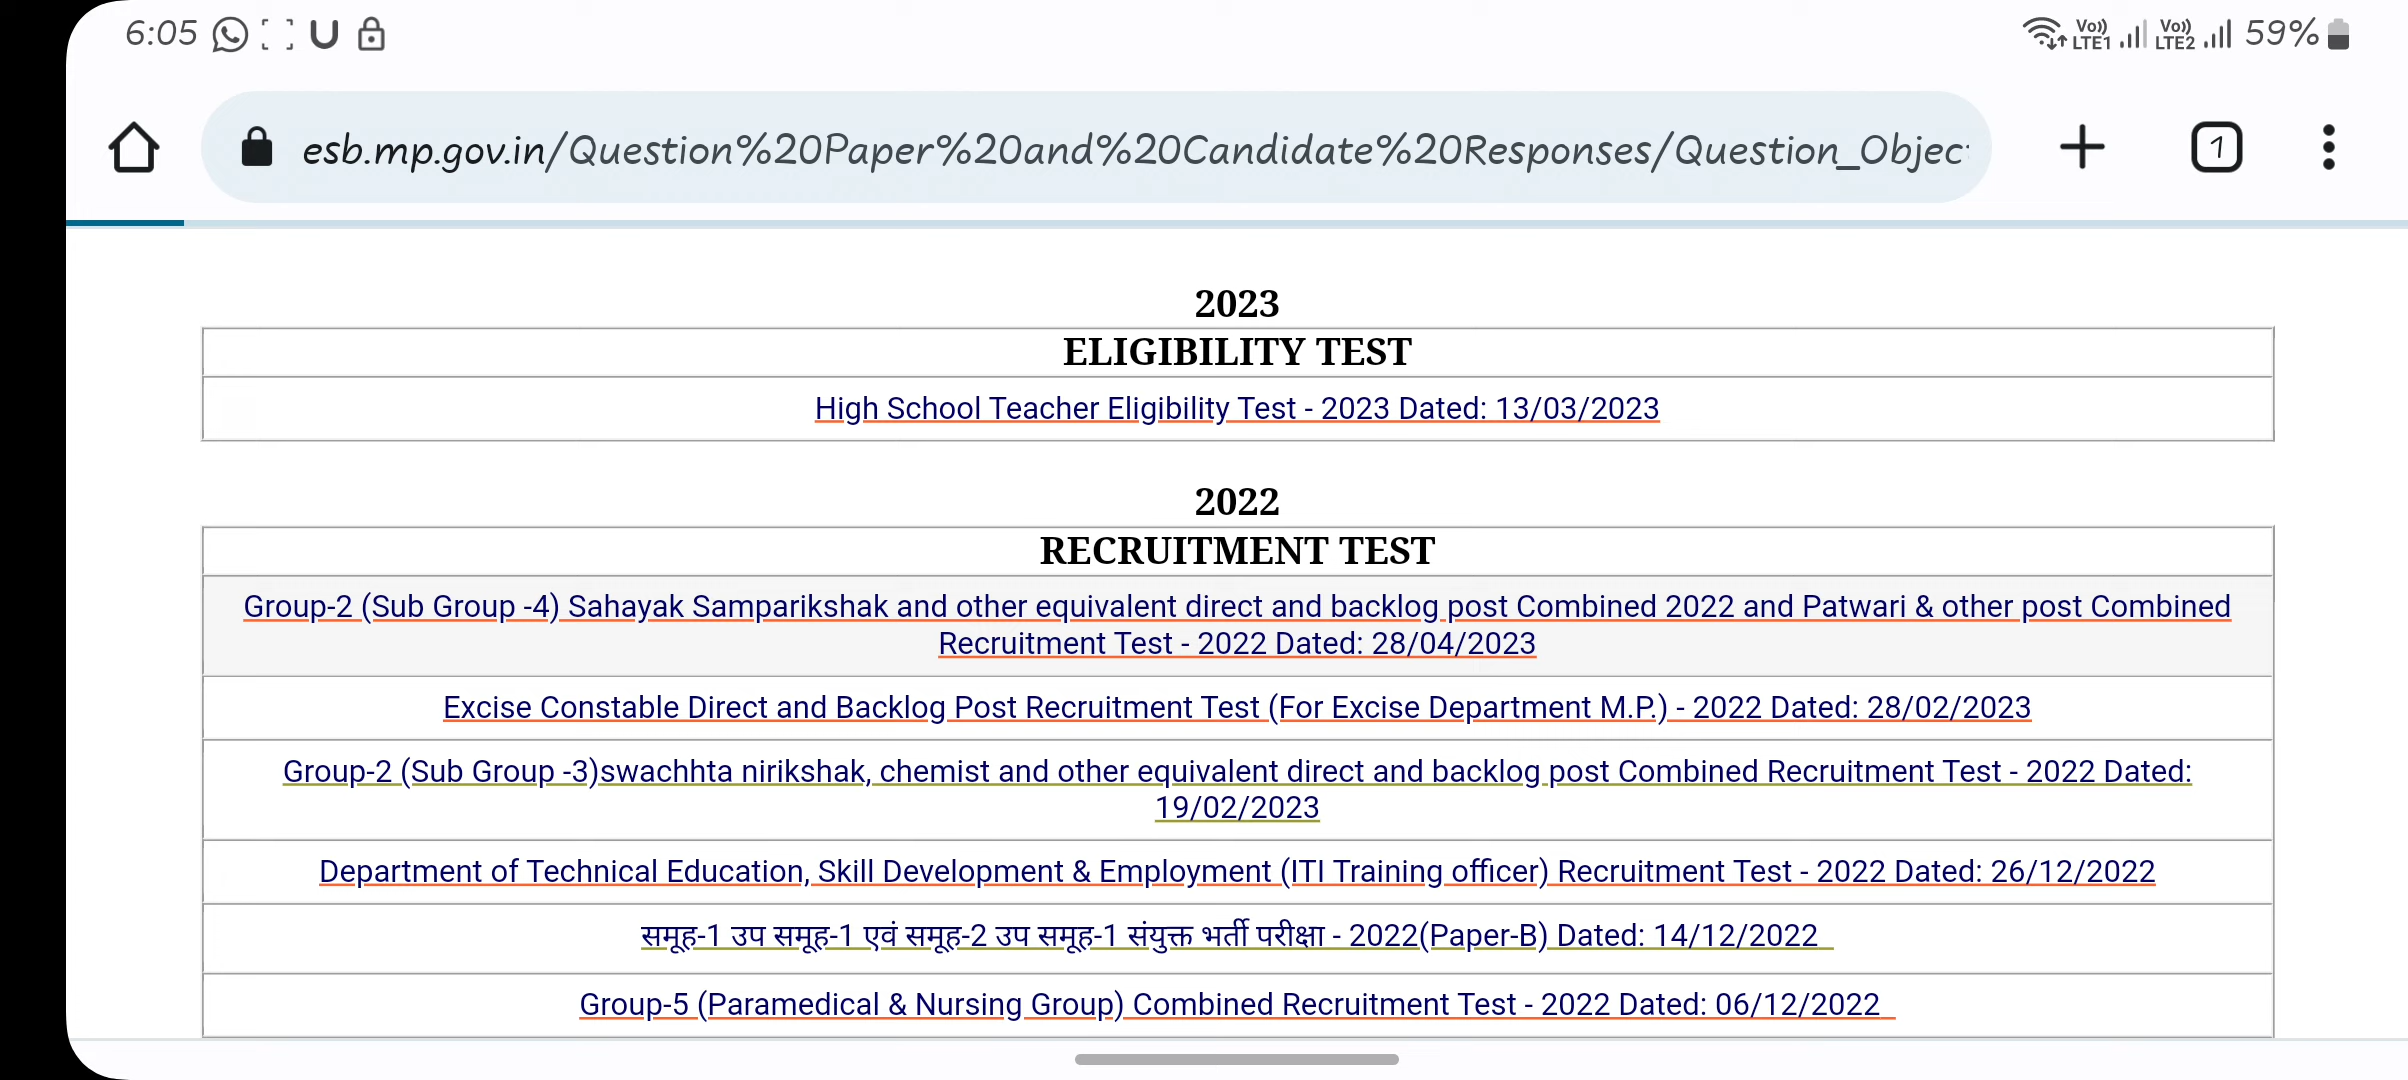 6:05
Vo)) LTE1 Vo)) LTE2 59%
esb.mp.gov.in/Question%20Paper%20and%20Candidate%20Responses/Question_Objec
1
2023
ELIGIBILITY TEST
High School Teacher Eligibility Test - 2023 Dated: 13/03/2023
2022
RECRUITMENT TEST
Group-2 (Sub Group -4) Sahayak Samparikshak and other equivalent direct and backlog post Combined 2022 and Patwari & other post Combined
Recruitment Test - 2022 Dated: 28/04/2023
Excise Constable Direct and Backlog Post Recruitment Test (For Excise Department M.P.) - 2022 Dated: 28/02/2023
Group-2 (Sub Group -3)swachhta nirikshak, chemist and other equivalent direct and backlog post Combined Recruitment Test - 2022 Dated:
19/02/2023
Department of Technical Education, Skill Development & Employment (ITI Training officer) Recruitment Test - 2022 Dated: 26/12/2022
समूह-1 उप समूह-1 एवं समूह-2 उप समूह-1 संयुक्त भर्ती परीक्षा - 2022(Paper-B) Dated: 14/12/2022
Group-5 (Paramedical & Nursing Group) Combined Recruitment Test - 2022 Dated: 06/12/2022